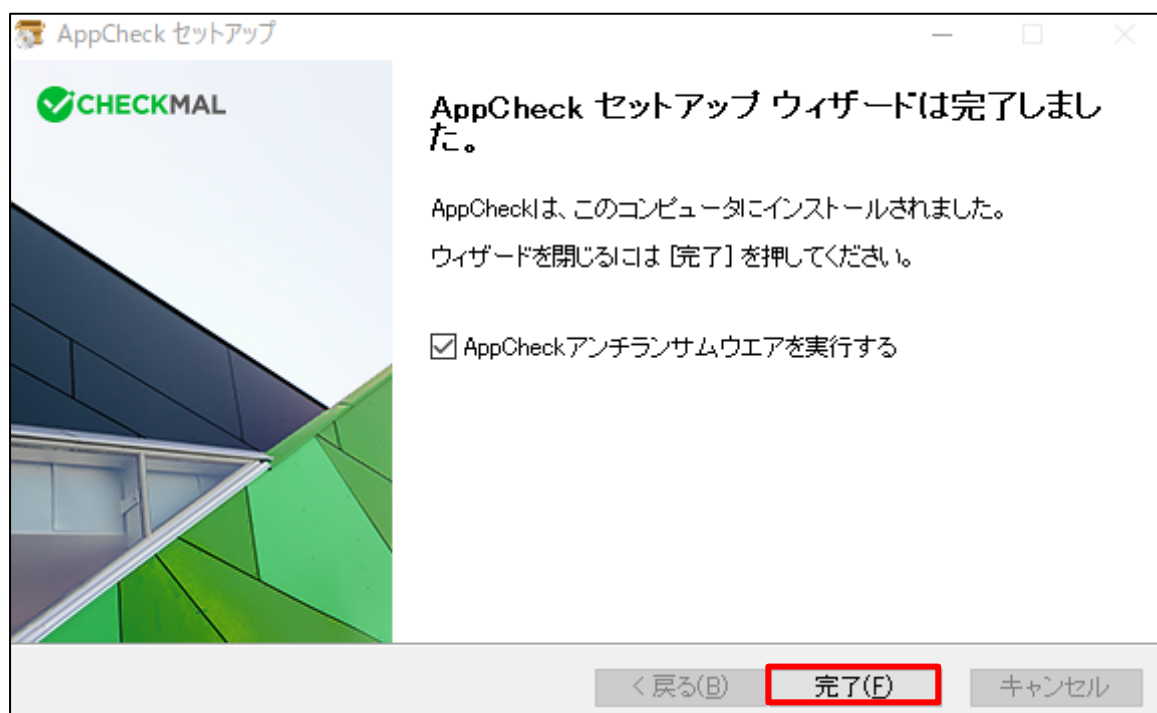 AppCheck セットアップ
CHECKMAL
AppCheck セットアップ ウィザードは完了しまし
た。
AppCheckは、このコンピュータにインストールされました。
ウィザードを閉じるには [完了] を押してください。
AppCheckアンチランサムウエアを実行する
< 戻る(B)
完了(F)
キャンセル